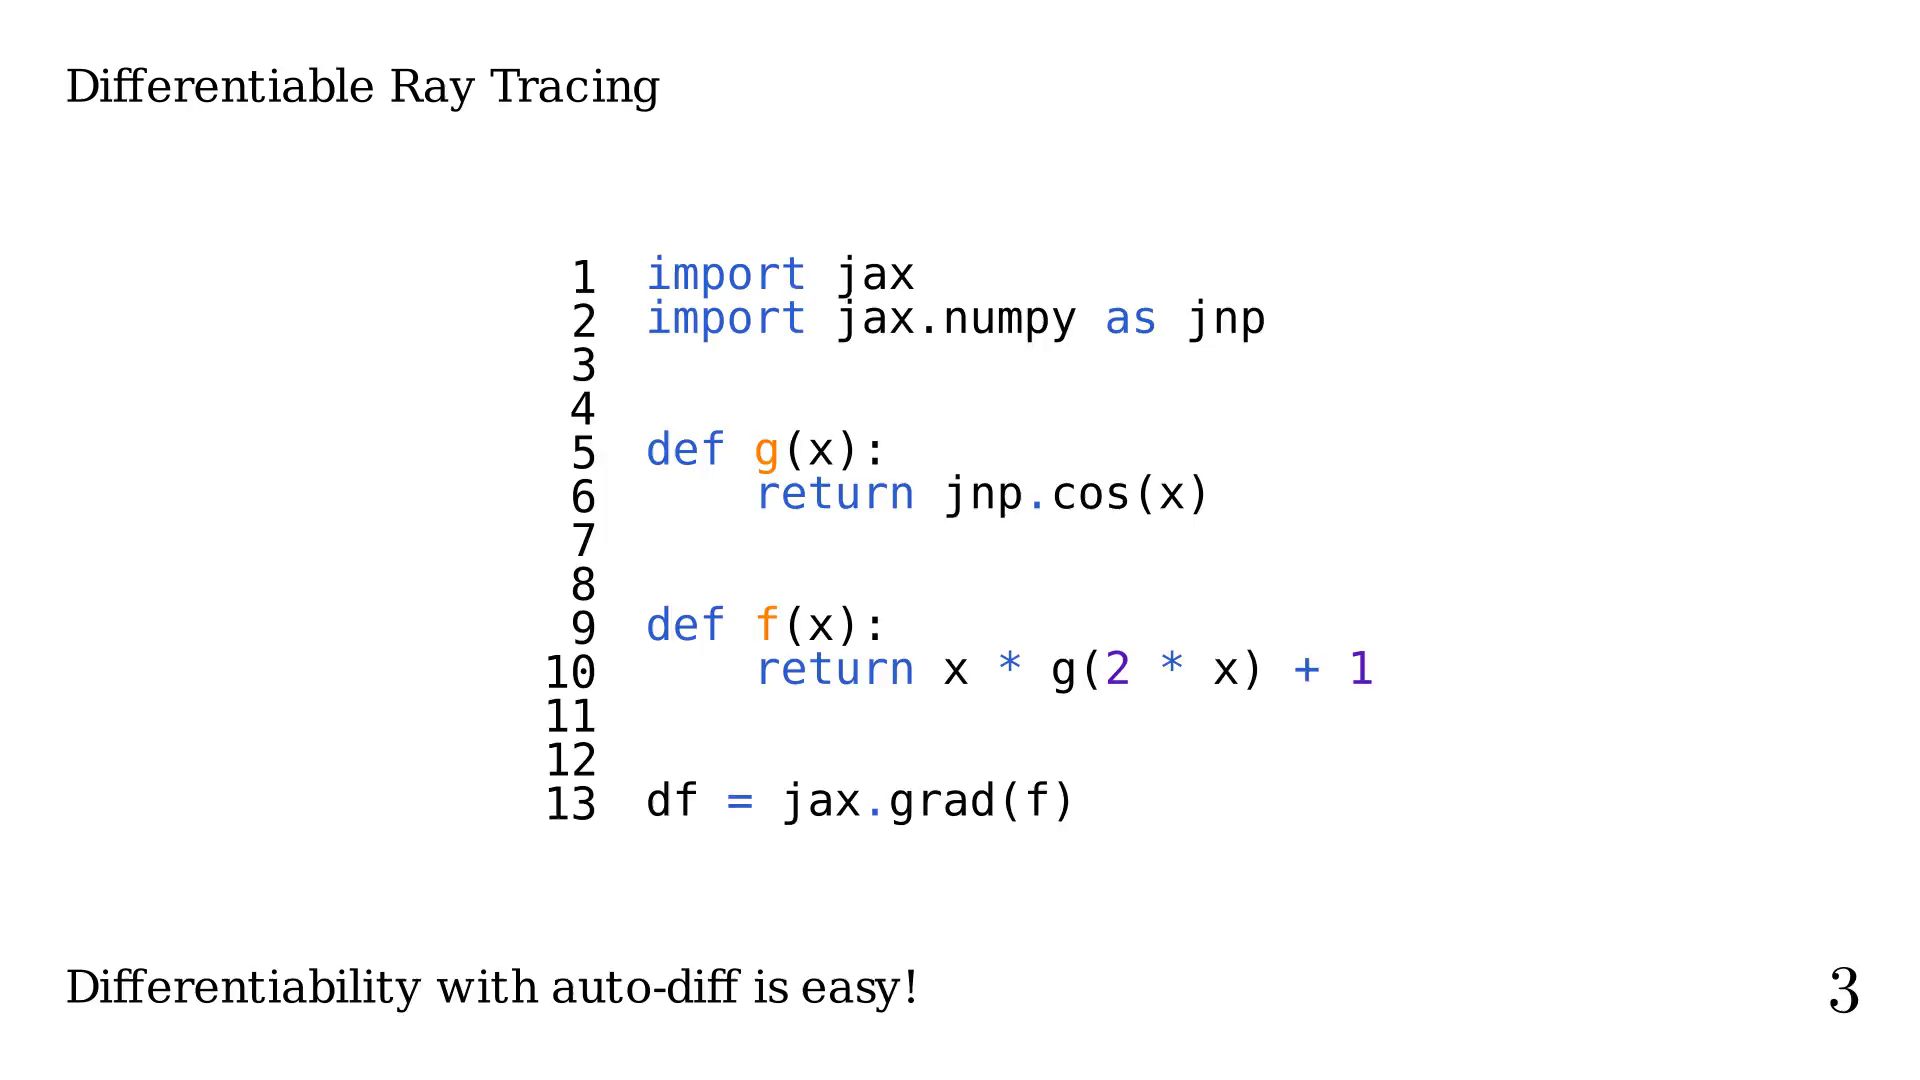 Differentiable Ray Tracing
1 import jax
2 import jax.numpy as jnp
3
4
5 def g(x):
6     return jnp.cos(x)
7
8
9 def f(x):
10     return x * g(2 * x) + 1
11
12
13 df = jax.grad(f)
Differentiability with auto-diff is easy!
3